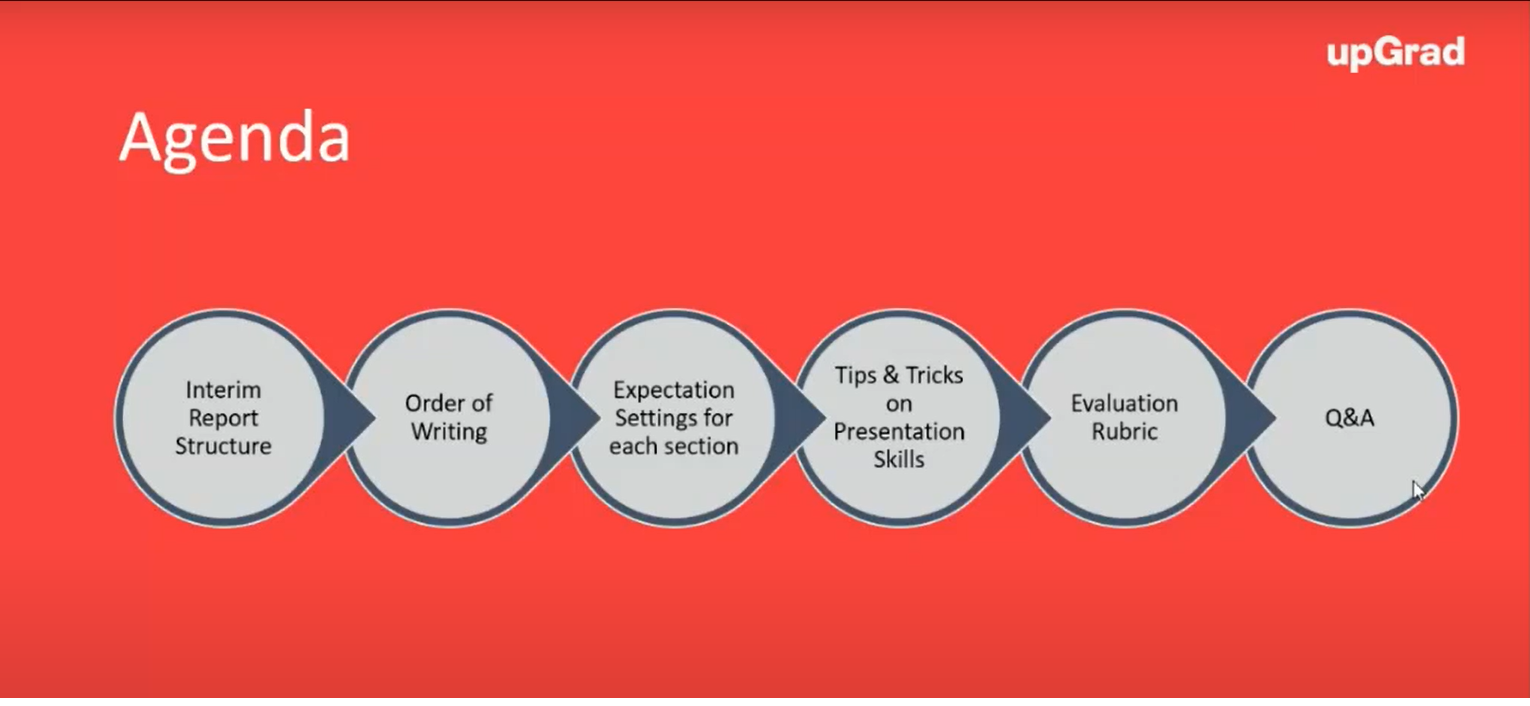 upGrad
Agenda
Interim
Report
Structure
Order of
Writing
Expectation
Settings for
each section
Tips & Tricks
on
Presentation
Skills
Evaluation
Rubric
Q&A